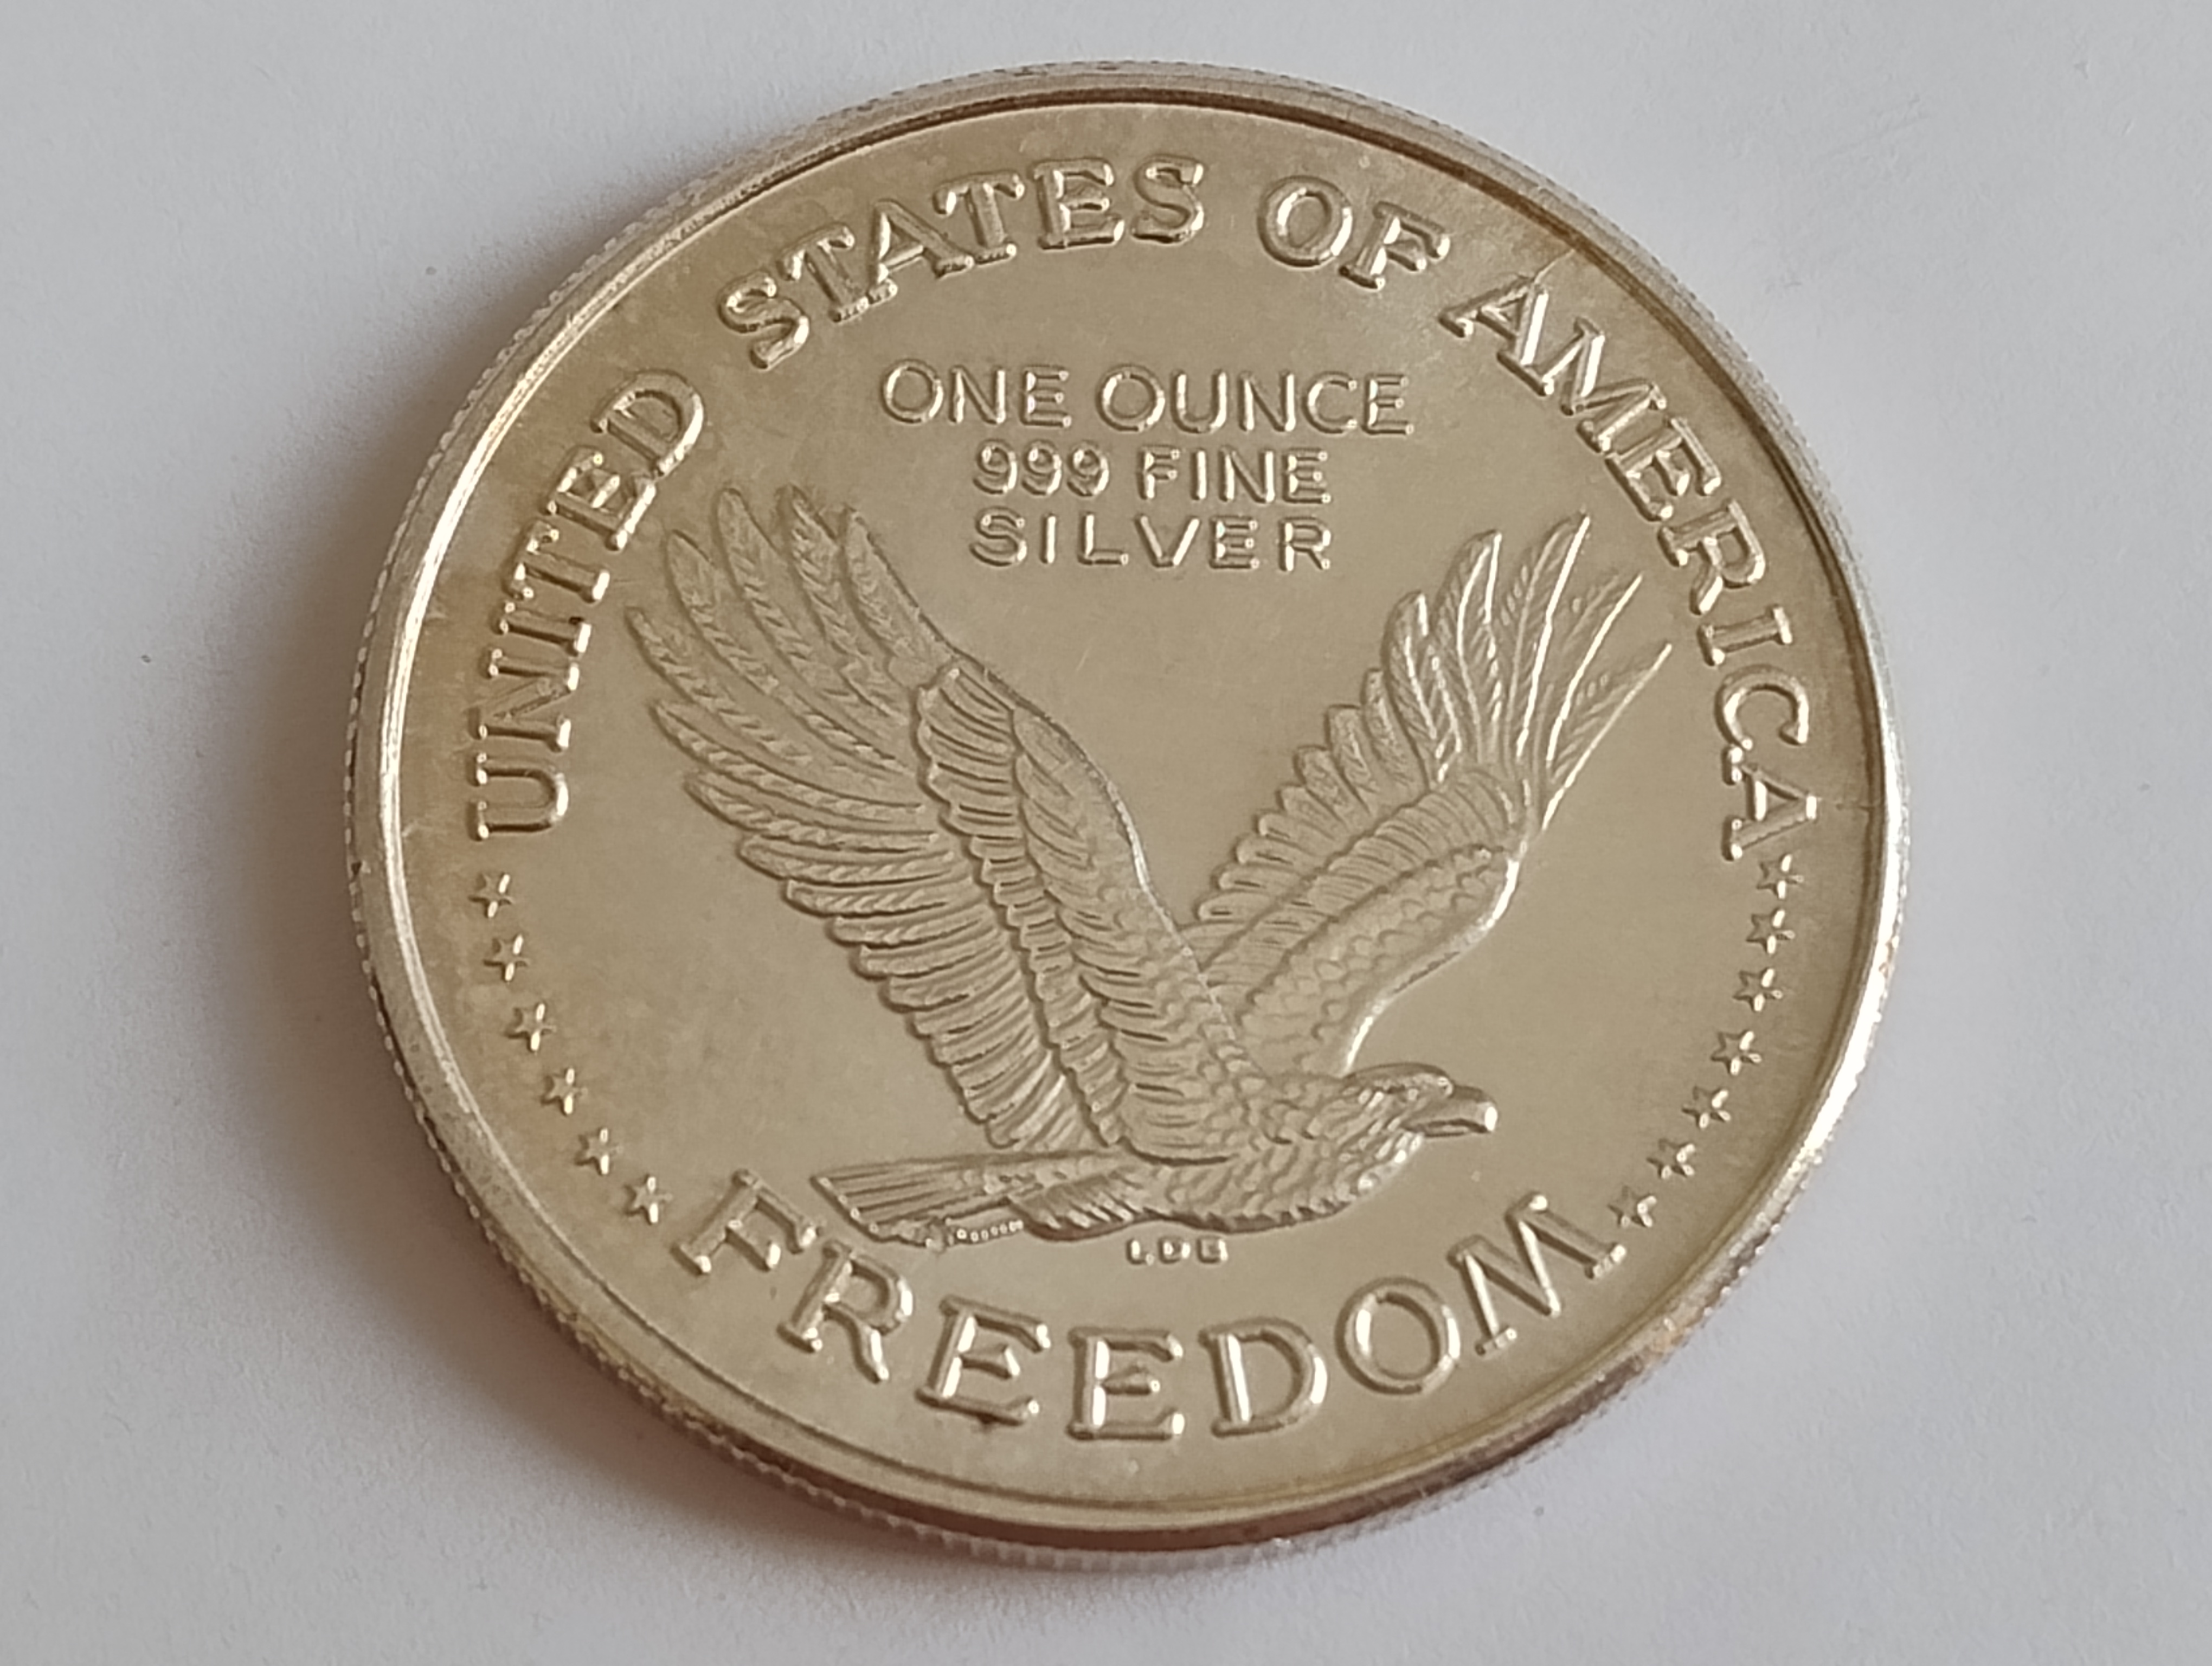 UNITED STATES OF AMERICA
ONE OUNCE
999 FINE
SILVER
FREEDOM